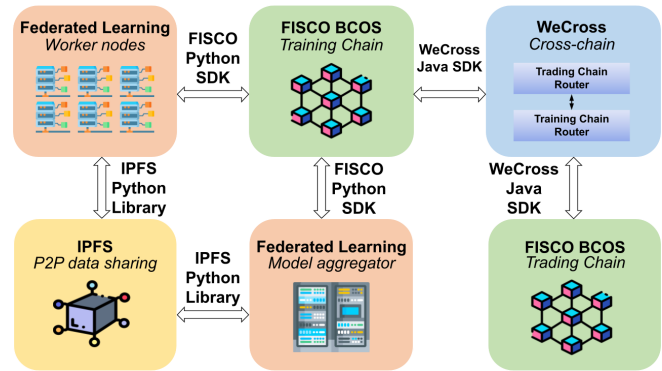 Federated Learning
Worker nodes
FISCO
Python
SDK
FISCO BCOS
Training Chain
WeCross
Java SDK
WeCross
Cross-chain
Trading Chain
Router
Training Chain
Router
IPFS
Python
Library
FISCO
Python
SDK
WeCross
Java
SDK
IPFS
P2P data sharing
IPFS
Python
Library
Federated Learning
Model aggregator
FISCO BCOS
Trading Chain